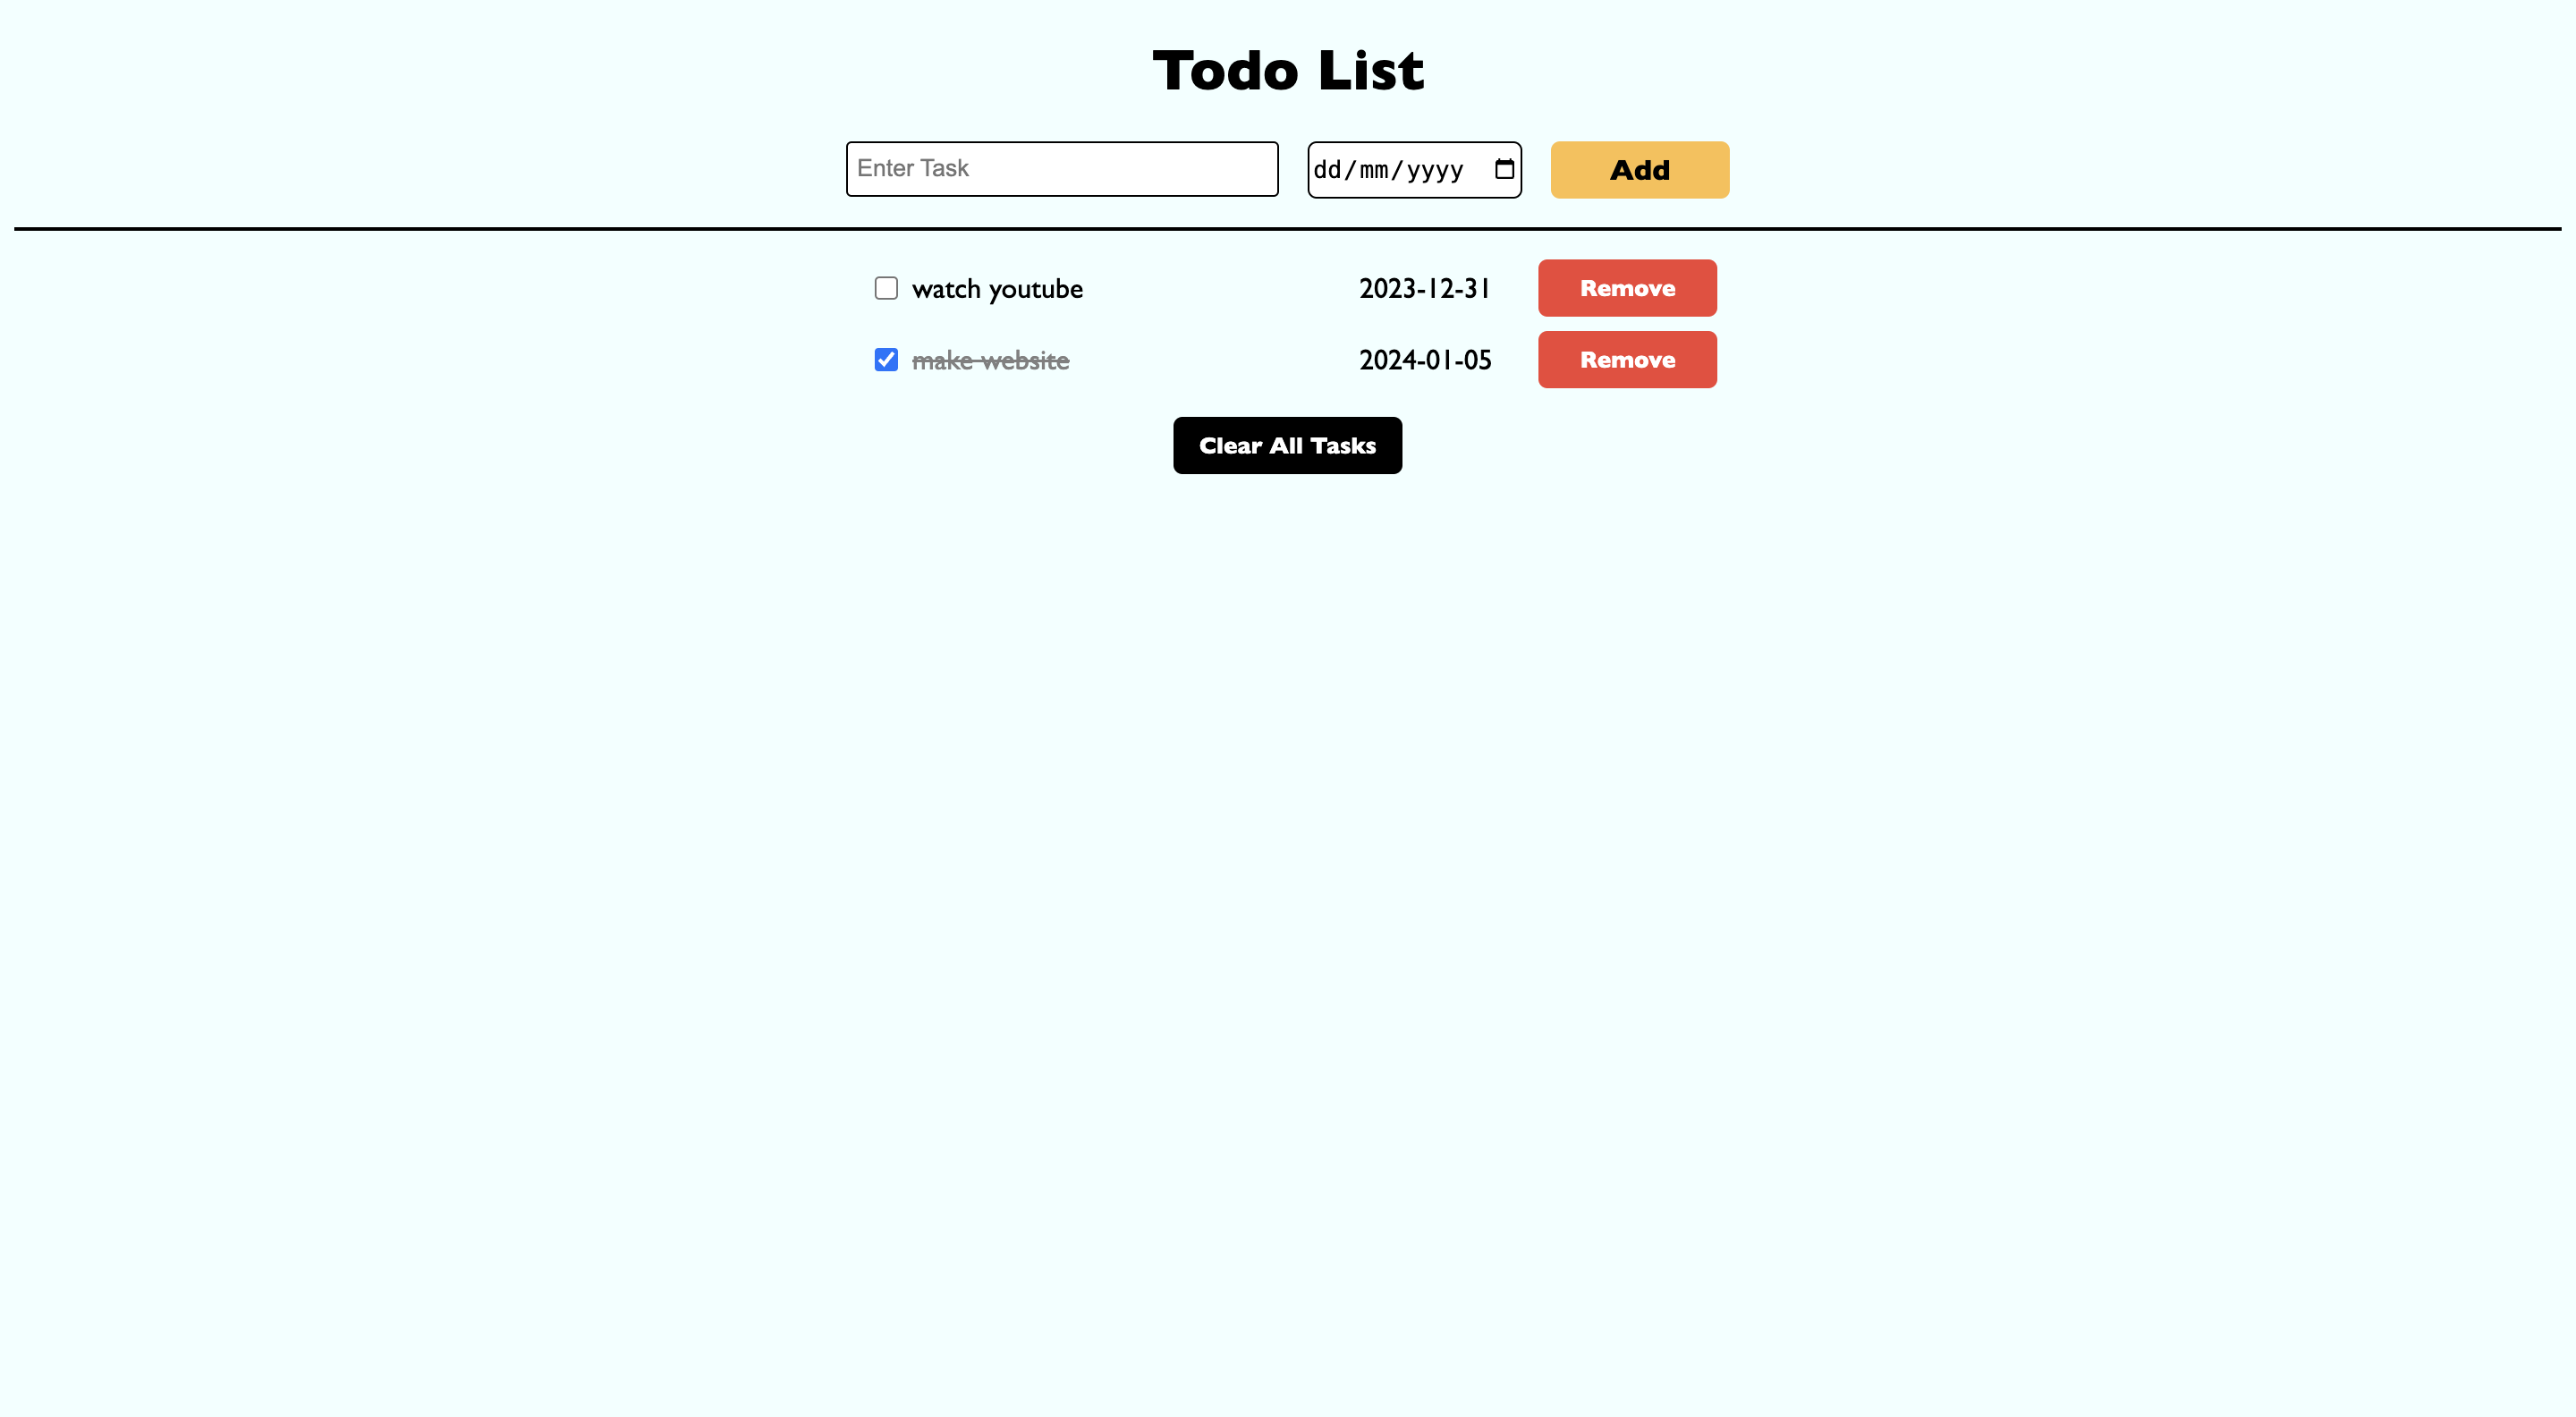 Todo List
Enter Task dd/mm/yyyy Add
watch youtube 2023-12-31 Remove
make website 2024-01-05 Remove
Clear All Tasks